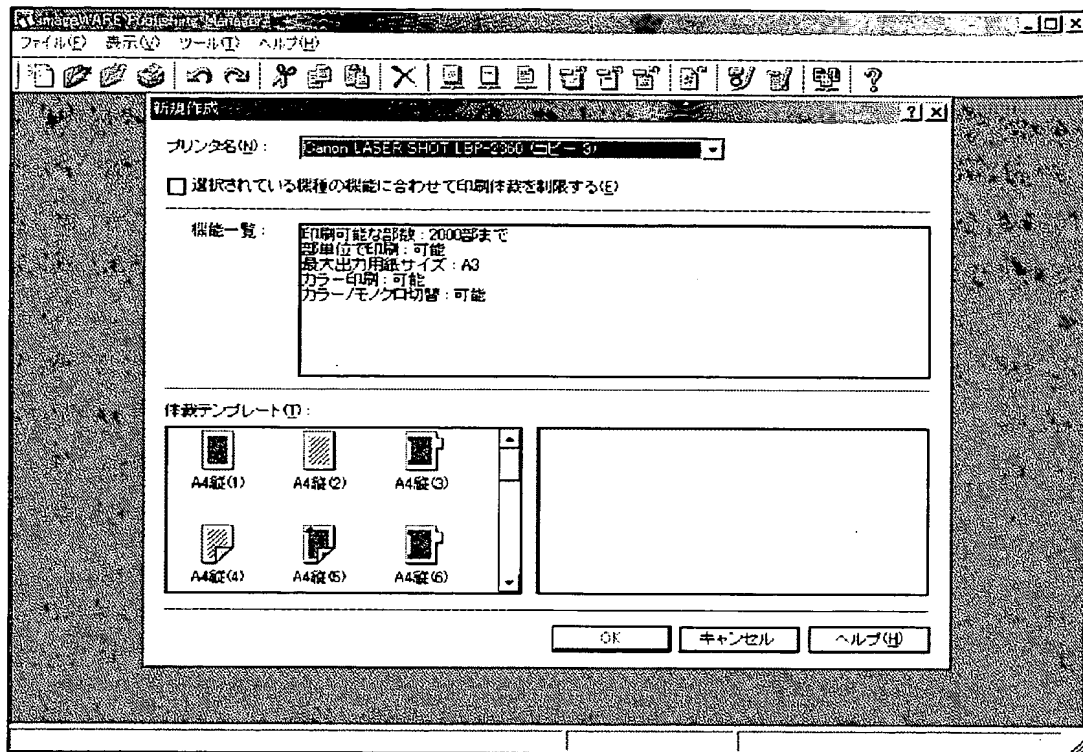 imageWARE Publishing Manager
ファイル(F) 表示(V) ツール(T) ヘルプ(H)
新規作成
プリンタ名(N):
Canon LASER SHOT LBP-2360 (コピー 3)
選択されている機種の機能に合わせて印刷体裁を制限する(E)
機能一覧:
印刷可能な部数:2000部まで
部単位で印刷:可能
最大出力用紙サイズ:A3
カラー印刷:可能
カラー/モノクロ切替:可能
体裁テンプレート(T):
A4縦(1) A4縦(2) A4縦(3)
A4縦(4) A4縦(5) A4縦(6)
OK キャンセル ヘルプ(H)